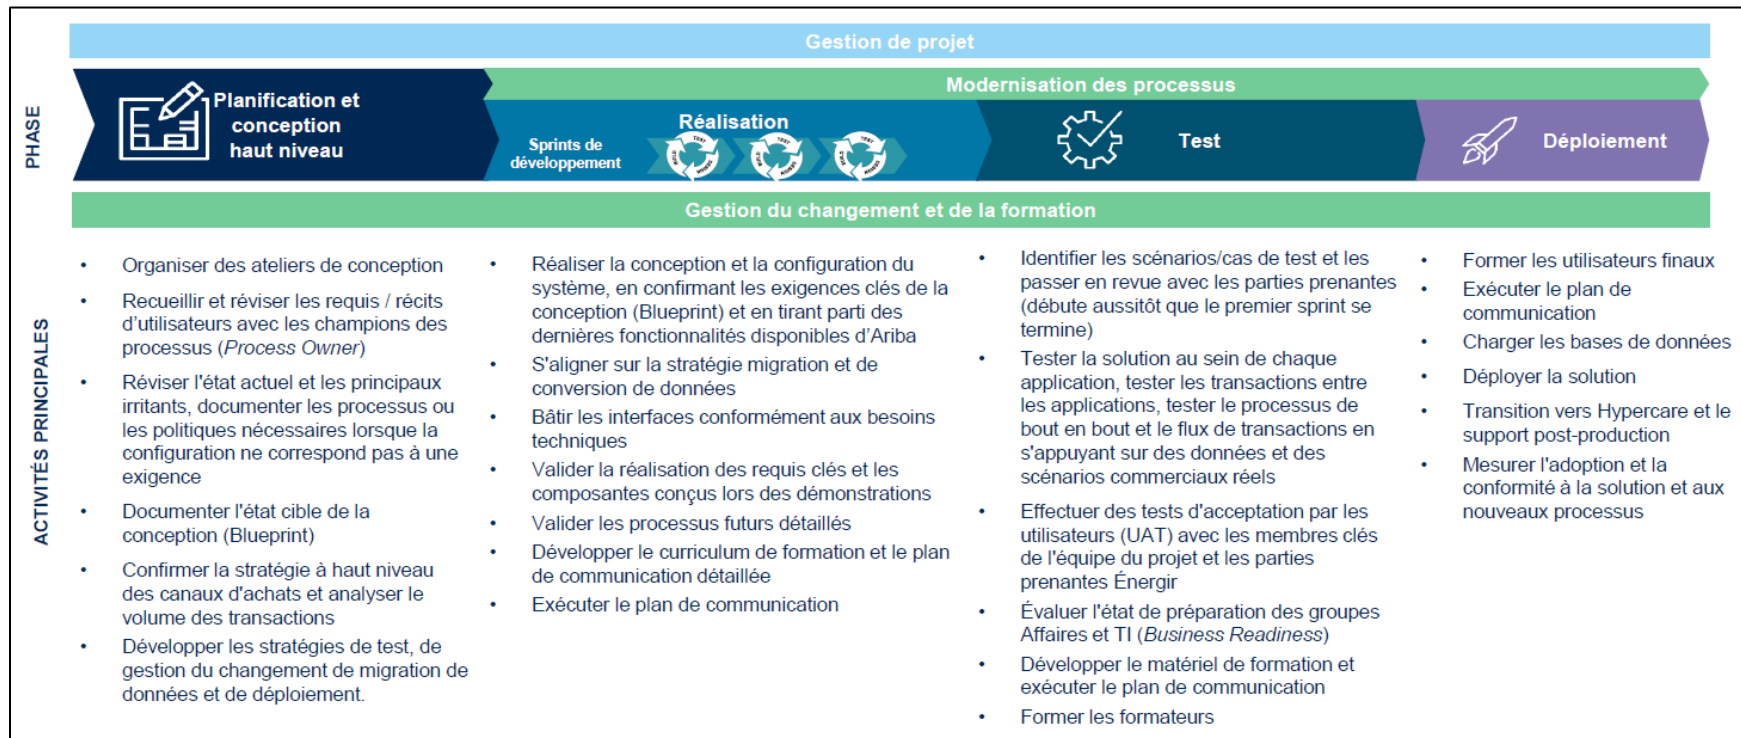 Gestion de projet
PHASE
Planification et
conception
haut niveau
Modernisation des processus
Réalisation
Sprints de
développement
TEST
TEST
TEST
Test
Déploiement
Gestion du changement et de la formation
ACTIVITÉS PRINCIPALES
• Organiser des ateliers de conception
• Recueillir et réviser les requis / récits
d'utilisateurs avec les champions des
processus (Process Owner)
• Réviser l'état actuel et les principaux
irritants, documenter les processus ou
les politiques nécessaires lorsque la
configuration ne correspond pas à une
exigence
• Documenter l'état cible de la
conception (Blueprint)
• Confirmer la stratégie à haut niveau
des canaux d'achats et analyser le
volume des transactions
• Développer les stratégies de test, de
gestion du changement de migration de
données et de déploiement.
• Réaliser la conception et la configuration du
système, en confirmant les exigences clés de la
conception (Blueprint) et en tirant parti des
dernières fonctionnalités disponibles d'Ariba
• S'aligner sur la stratégie migration et de
conversion de données
• Bâtir les interfaces conformément aux besoins
techniques
• Valider la réalisation des requis clés et les
composantes conçus lors des démonstrations
• Valider les processus futurs détaillés
• Développer le curriculum de formation et le plan
de communication détaillée
• Exécuter le plan de communication
• Identifier les scénarios/cas de test et les
passer en revue avec les parties prenantes
(débute aussitôt que le premier sprint se
termine)
• Tester la solution au sein de chaque
application, tester les transactions entre
les applications, tester le processus de
bout en bout et le flux de transactions en
s'appuyant sur des données et des
scénarios commerciaux réels
• Effectuer des tests d'acceptation par les
utilisateurs (UAT) avec les membres clés
de l'équipe du projet et les parties
prenantes Énergir
• Évaluer l'état de préparation des groupes
Affaires et TI (Business Readiness)
• Développer le matériel de formation et
exécuter le plan de communication
• Former les formateurs
• Former les utilisateurs finaux
• Exécuter le plan de
communication
• Charger les bases de données
• Déployer la solution
• Transition vers Hypercare et le
support post-production
• Mesurer l'adoption et la
conformité à la solution et aux
nouveaux processus